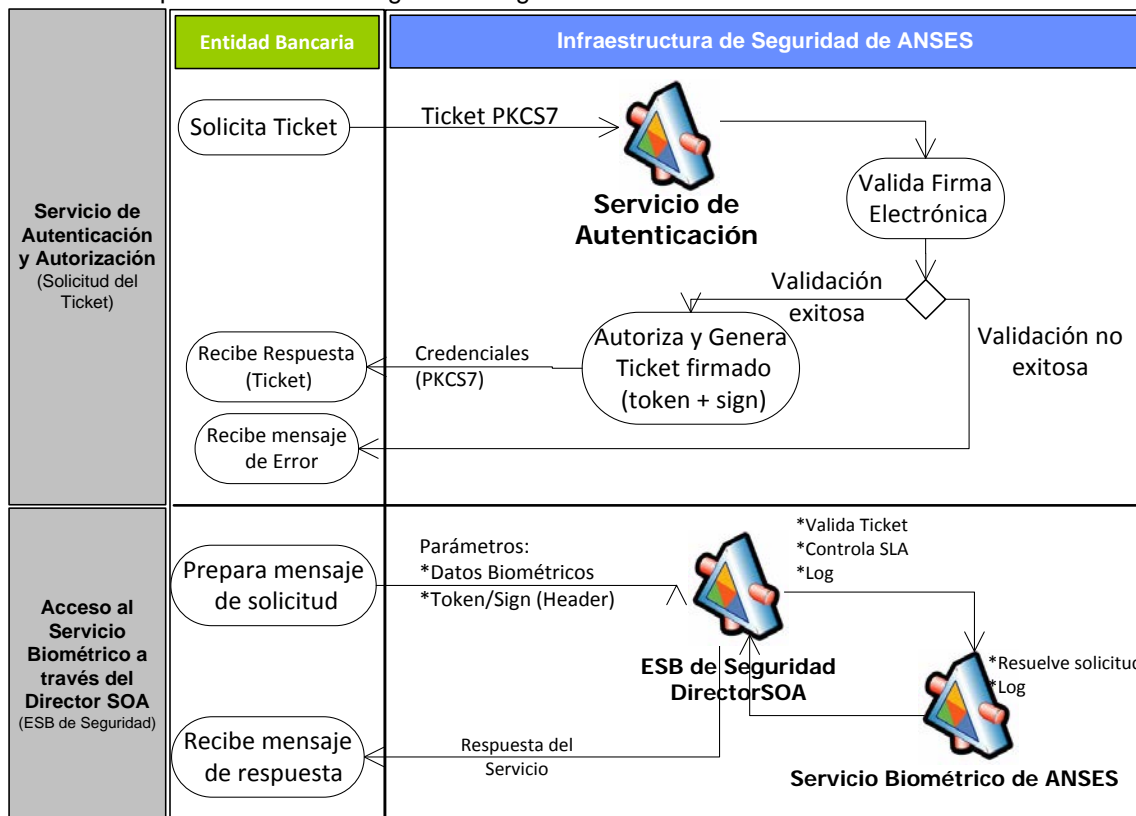 Entidad Bancaria
Infraestructura de Seguridad de ANSES
Servicio de
Autenticación
y Autorización
(Solicitud del
Ticket)
Solicita Ticket
Ticket PKCS7
Servicio de
Autenticación
Valida Firma
Electrónica
Validación
exitosa
Validación no
exitosa
Autoriza y Genera
Ticket firmado
(token + sign)
Credenciales
(PKCS7)
Recibe Respuesta
(Ticket)
Recibe mensaje
de Error
Acceso al
Servicio
Biométrico a
través del
Director SOA
(ESB de Seguridad)
Prepara mensaje
de solicitud
Parámetros:
*Datos Biométricos
*Token/Sign (Header)
*Valida Ticket
*Controla SLA
*Log
ESB de Seguridad
DirectorSOA
*Resuelve solicitud
*Log
Servicio Biométrico de ANSES
Respuesta del
Servicio
Recibe mensaje
de respuesta